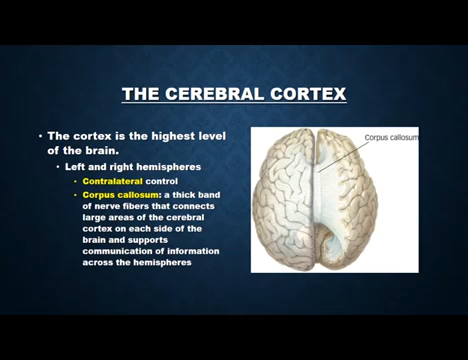 THE CEREBRAL CORTEX
• The cortex is the highest level
of the brain.
• Left and right hemispheres
• Contralateral control
• Corpus callosum: a thick band
of nerve fibers that connects
large areas of the cerebral
cortex on each side of the
brain and supports
communication of information
across the hemispheres
Corpus callosum